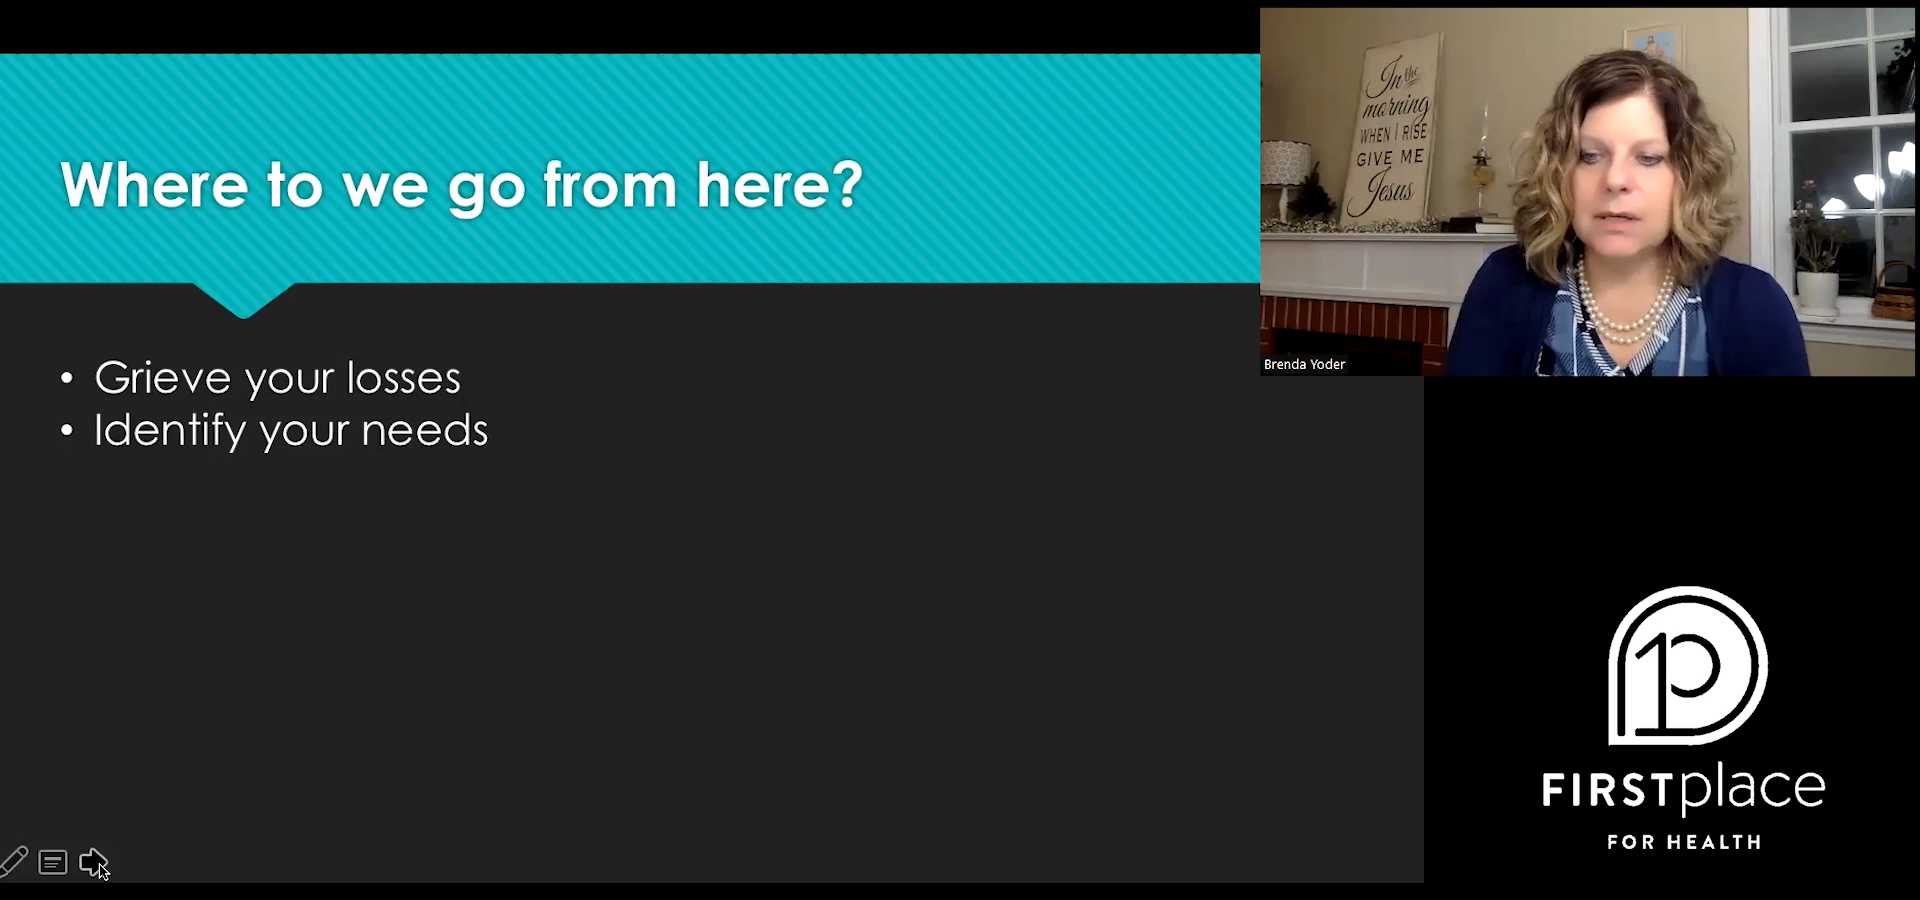 Where to we go from here?
• Grieve your losses
• Identify your needs
In the
morning
WHEN I RISE
GIVE ME
Jesus
Brenda Yoder
FIRSTplace
FOR HEALTH